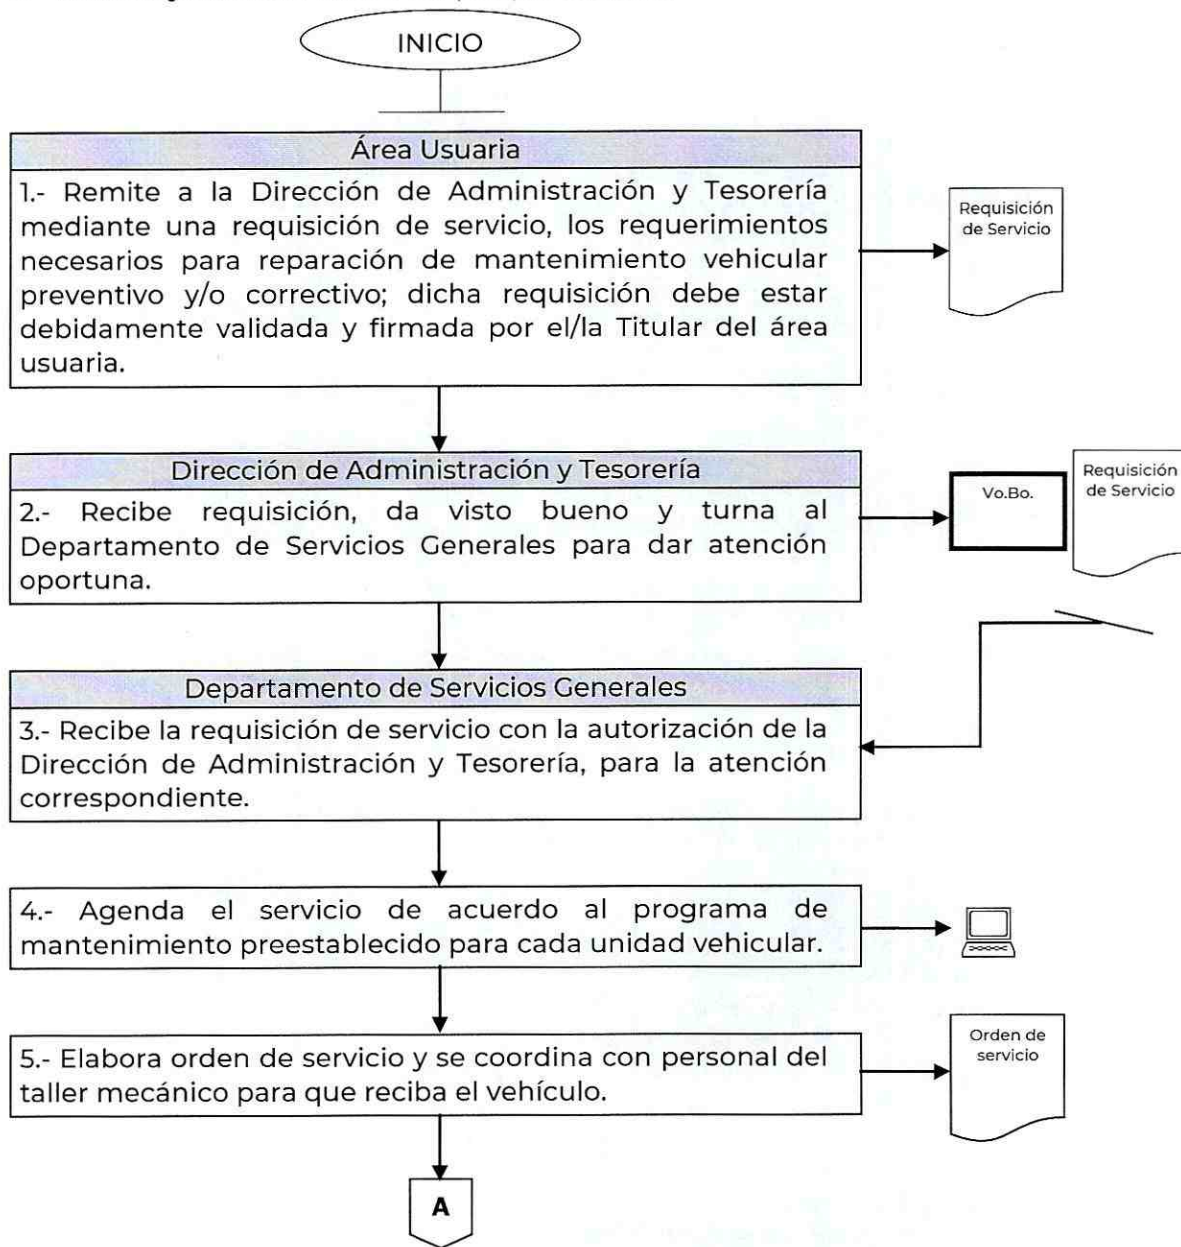 INICIO
Área Usuaria
1.- Remite a la Dirección de Administración y Tesorería
mediante una requisición de servicio, los requerimientos
necesarios para reparación de mantenimiento vehicular
preventivo y/o correctivo; dicha requisición debe estar
debidamente validada y firmada por el/la Titular del área
usuaria.
Requisición
de Servicio
Dirección de Administración y Tesorería
2.- Recibe requisición, da visto bueno y turna al
Departamento de Servicios Generales para dar atención
oportuna.
Vo.Bo.
Requisición
de Servicio
Departamento de Servicios Generales
3.- Recibe la requisición de servicio con la autorización de la
Dirección de Administración y Tesorería, para la atención
correspondiente.
4.- Agenda el servicio de acuerdo al programa de
mantenimiento preestablecido para cada unidad vehicular.
5.- Elabora orden de servicio y se coordina con personal del
taller mecánico para que reciba el vehículo.
Orden de
servicio
A